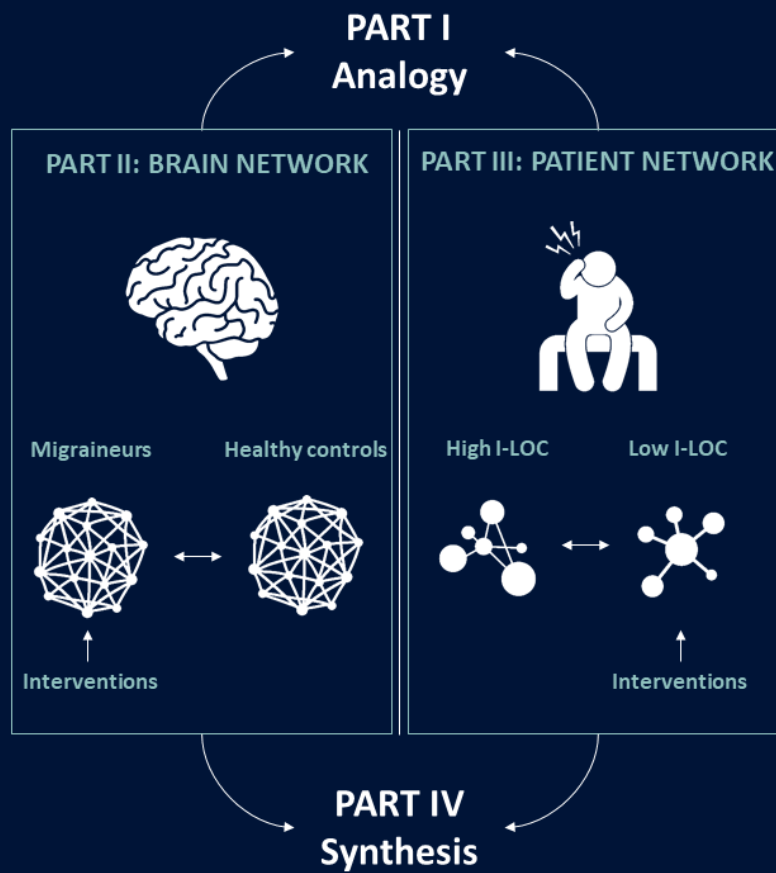 PART I
Analogy
PART II: BRAIN NETWORK
PART III: PATIENT NETWORK
Migraineurs
Healthy controls
High I-LOC
Low I-LOC
Interventions
Interventions
PART IV
Synthesis